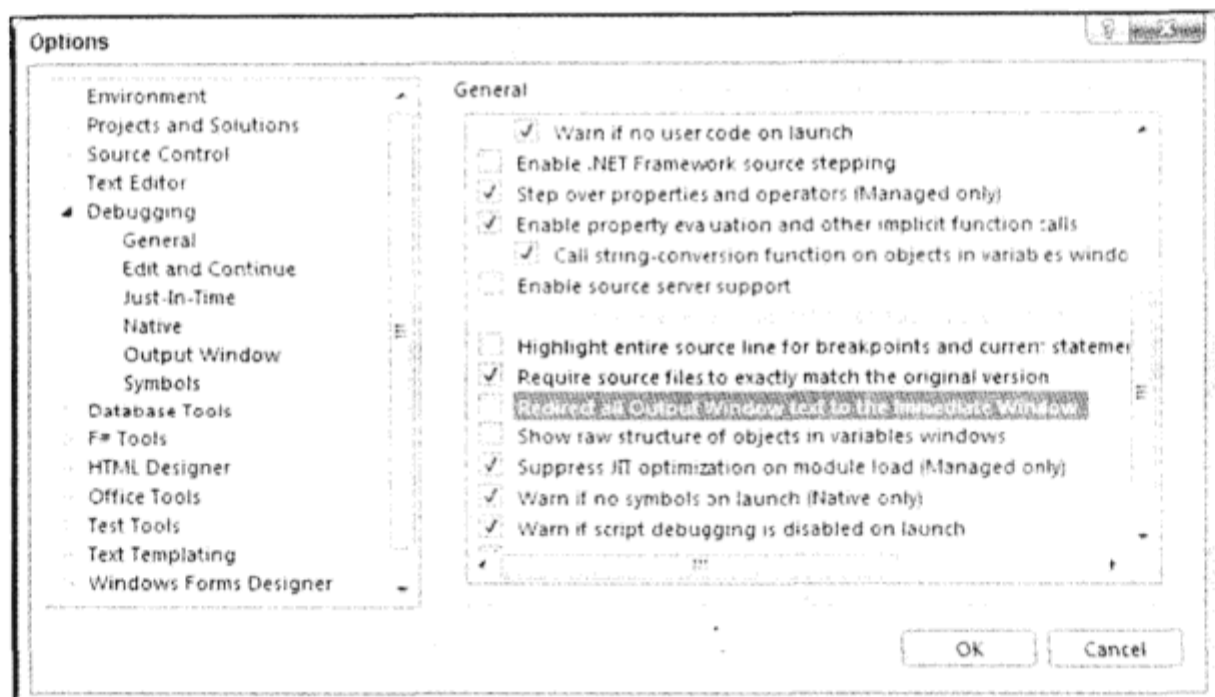 Options
Environment
Projects and Solutions
Source Control
Text Editor
Debugging
General
Edit and Continue
Just-In-Time
Native
Output Window
Symbols
Database Tools
F# Tools
HTML Designer
Office Tools
Test Tools
Text Templating
Windows Forms Designer
General
Warn if no user code on launch
Enable .NET Framework source stepping
Step over properties and operators (Managed only)
Enable property evaluation and other implicit function calls
Call string-conversion function on objects in variables windo
Enable source server support
Highlight entire source line for breakpoints and current statemen
Require source files to exactly match the original version
Redirect all Output Window text to the Immediate Window
Show raw structure of objects in variables windows
Suppress JIT optimization on module load (Managed only)
Warn if no symbols on launch (Native only)
Warn if script debugging is disabled on launch
OK
Cancel